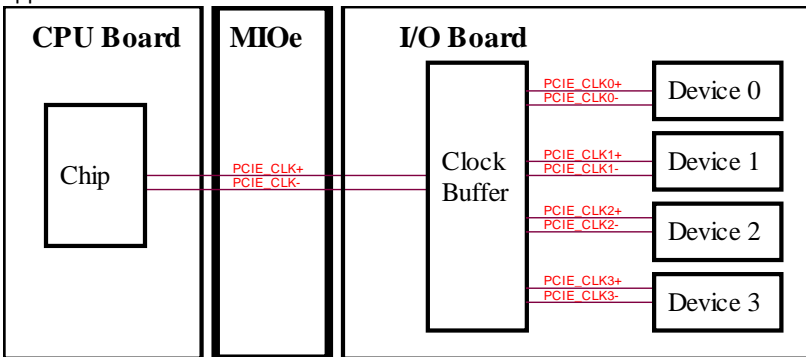 CPU Board
MIOe
I/O Board
Chip
PCIE_CLK+
PCIE_CLK-
Clock
Buffer
PCIE_CLK0+
PCIE_CLK0-
Device 0
PCIE_CLK1+
PCIE_CLK1-
Device 1
PCIE_CLK2+
PCIE_CLK2-
Device 2
PCIE_CLK3+
PCIE_CLK3-
Device 3